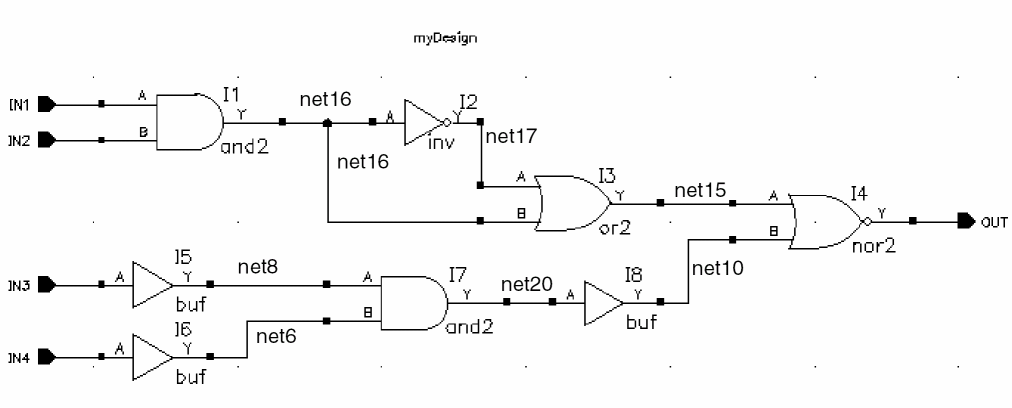 myDesign
IN1 A I1 Y net16 A I2 Y net17
IN2 B and2 inv
net16
A I3 Y net15 A I4 Y OUT
B or2 B nor2
IN3 A I5 Y net8 A I7 Y net20 A I8 Y net10
buf B and2 buf
IN4 A I6 Y net6
buf